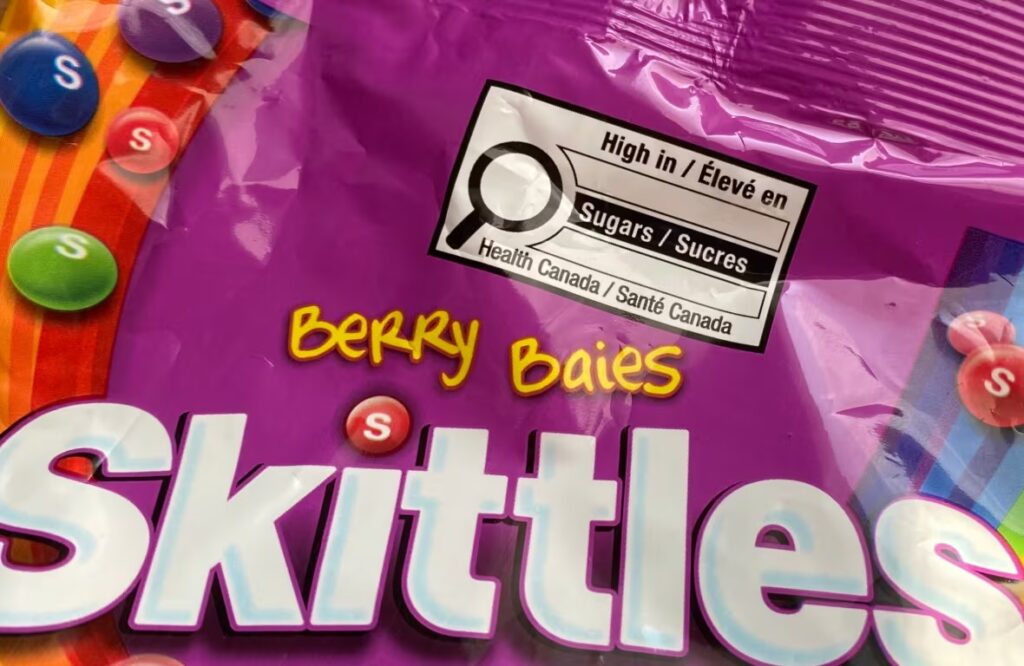 High in / Élevé en
Sugars / Sucres
Health Canada / Santé Canada
Berry Baies
Skittles
S
S
S
S
S
S